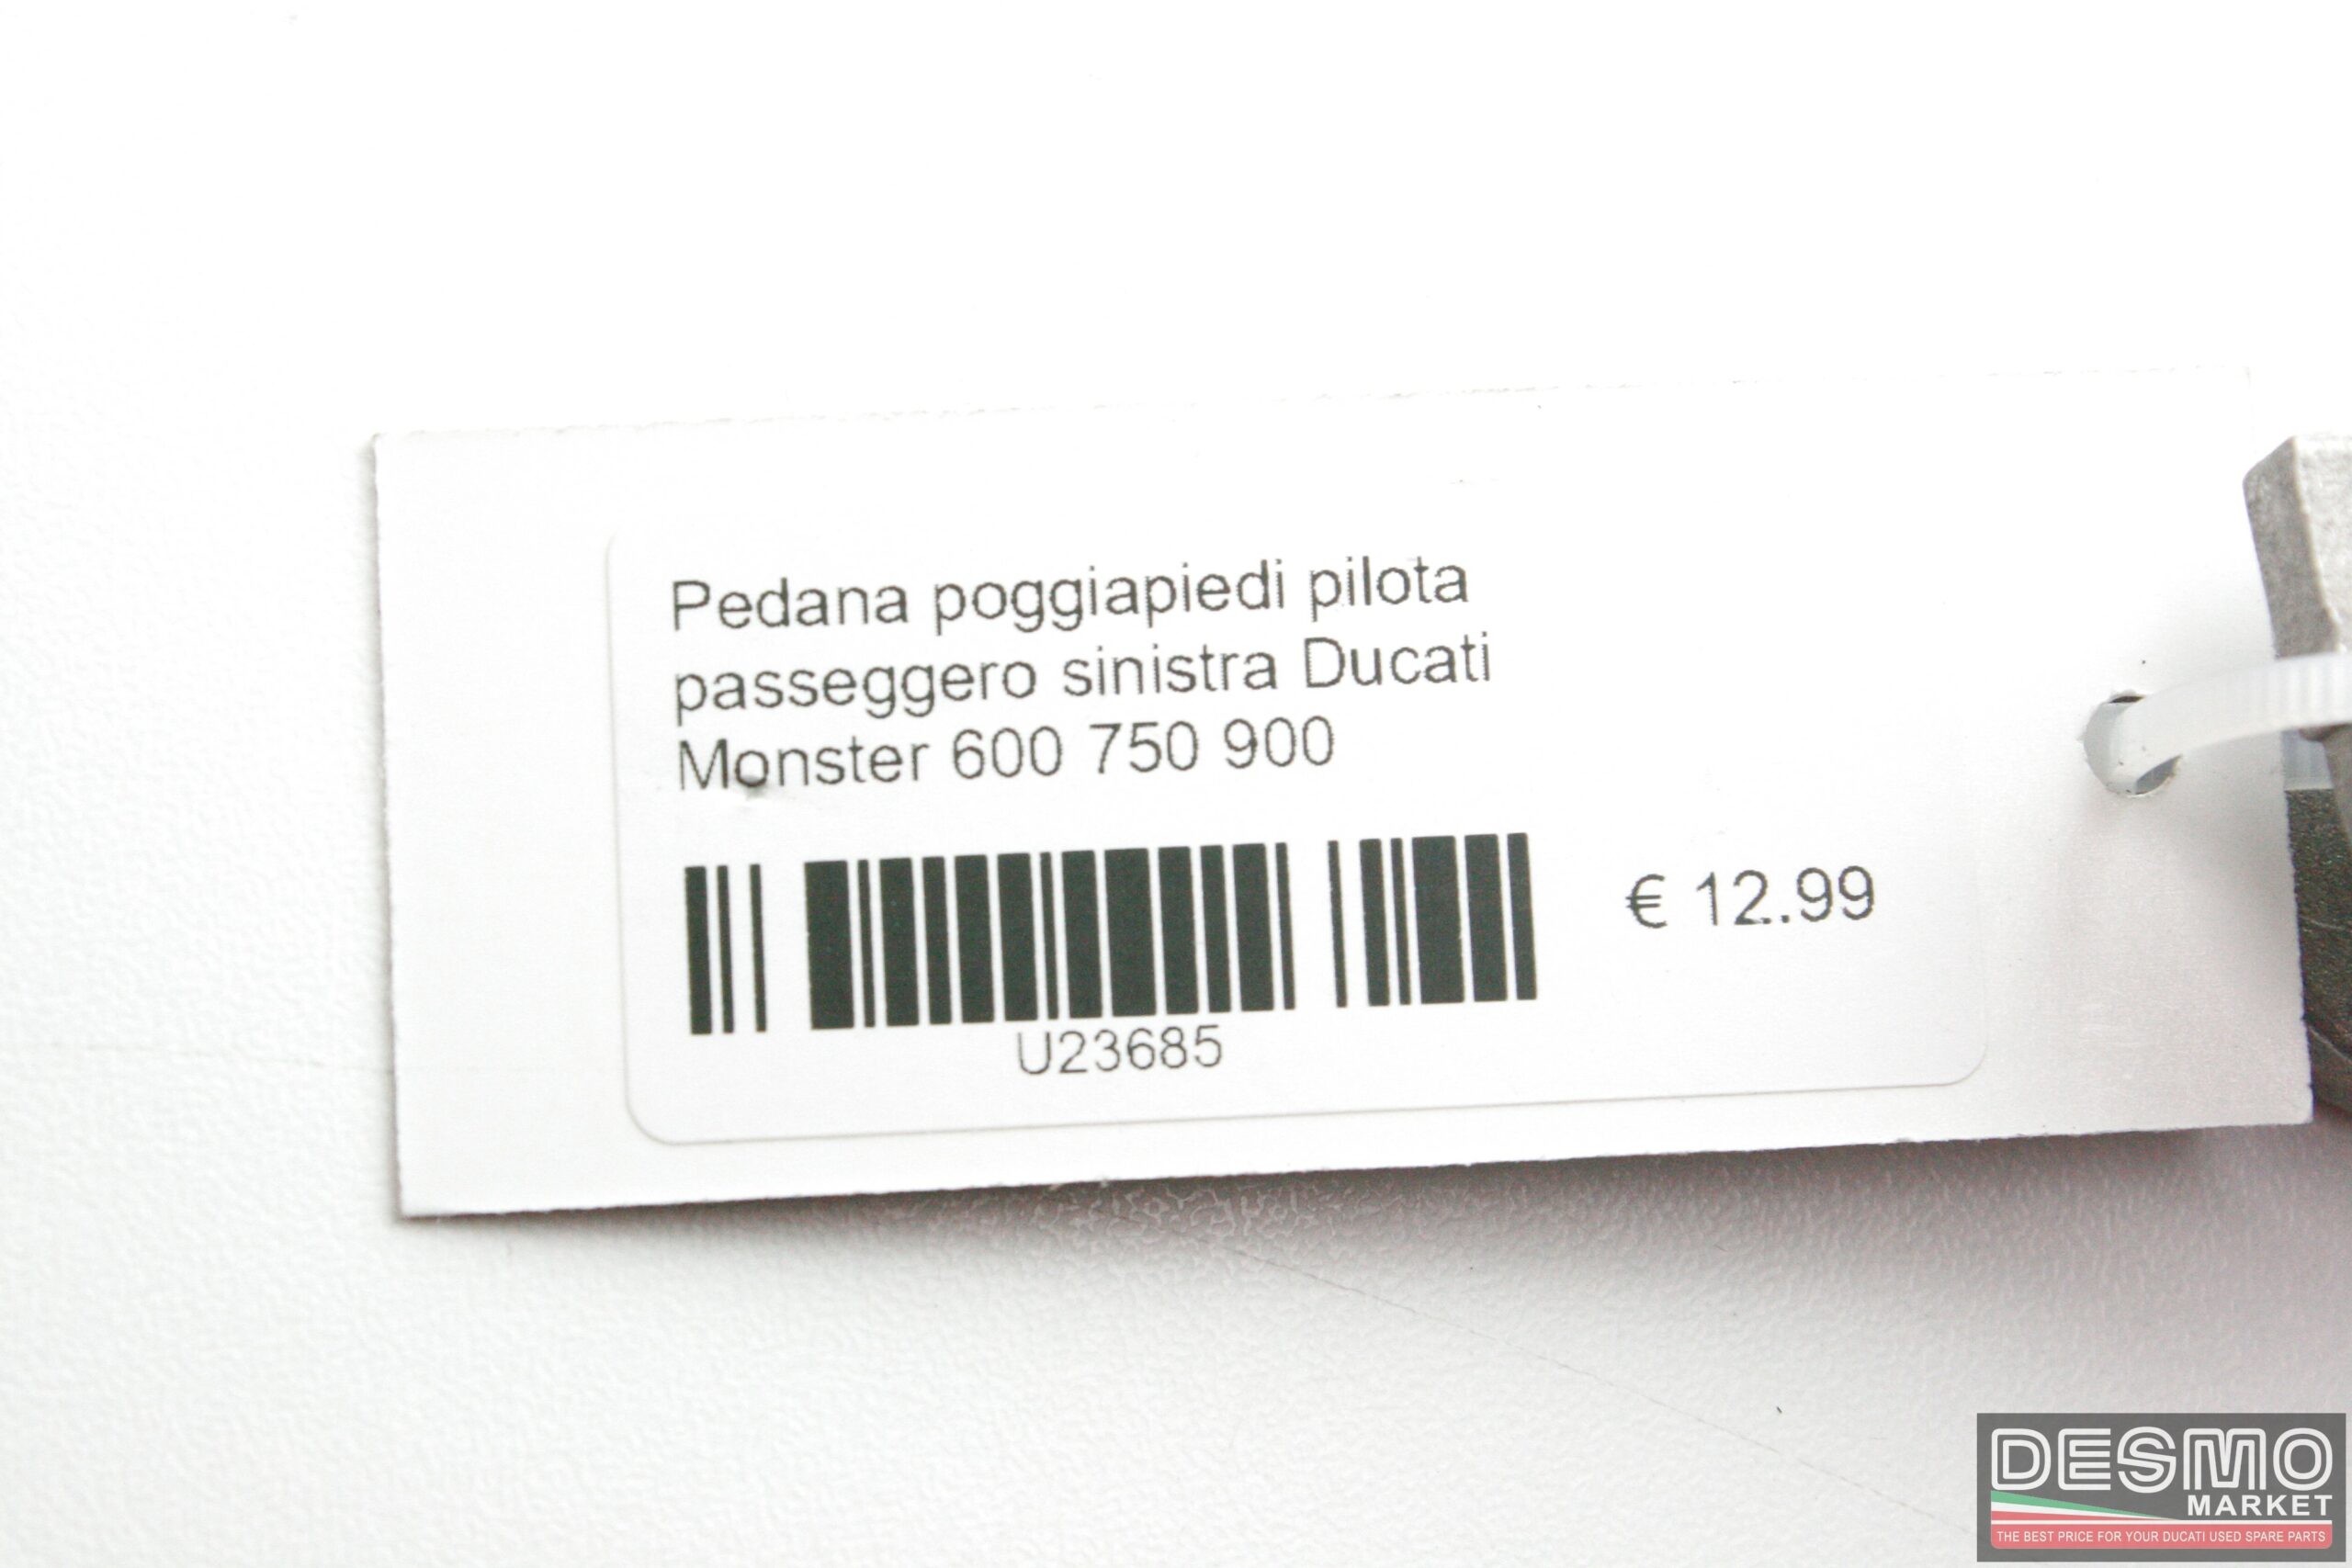 Pedana poggiapiedi pilota
passeggero sinistra Ducati
Monster 600 750 900
€ 12.99
U23685
DESMO
MARKET
THE BEST PRICE FOR YOUR DUCATI USED SPARE PARTS